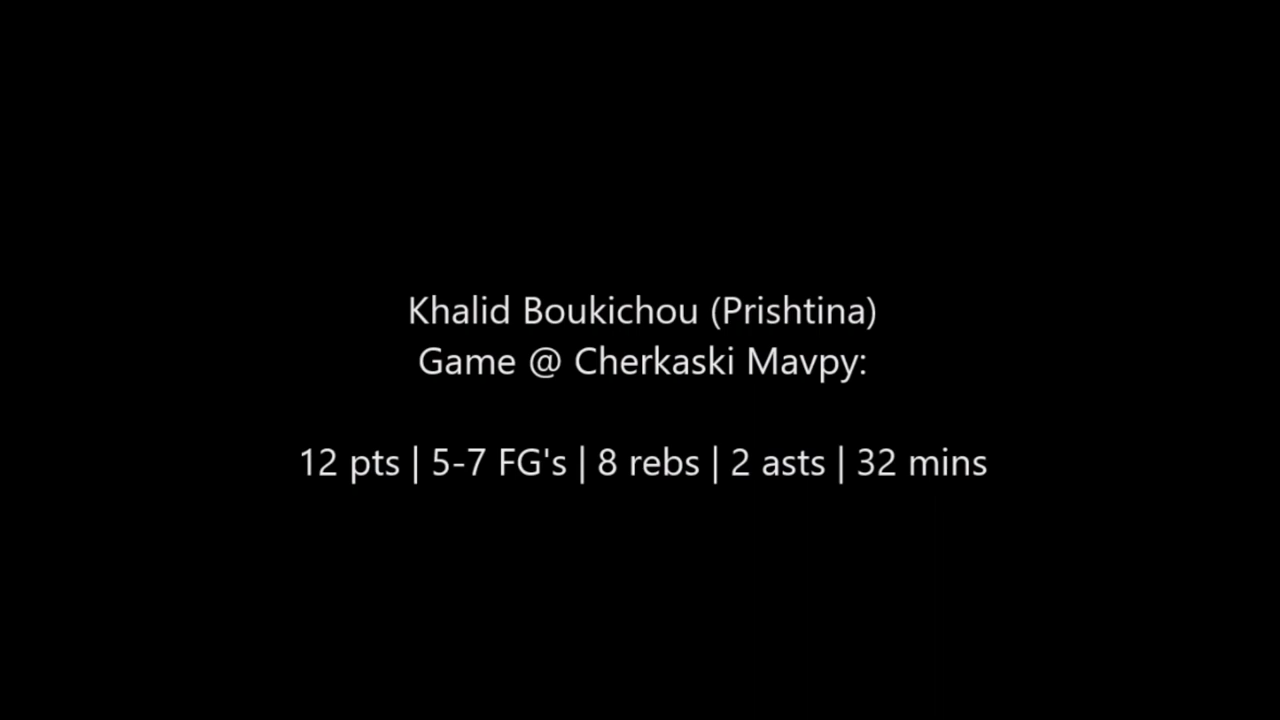 Khalid Boukichou (Prishtina)
Game @ Cherkaski Mavpy:
12 pts | 5-7 FG's | 8 rebs | 2 asts | 32 mins